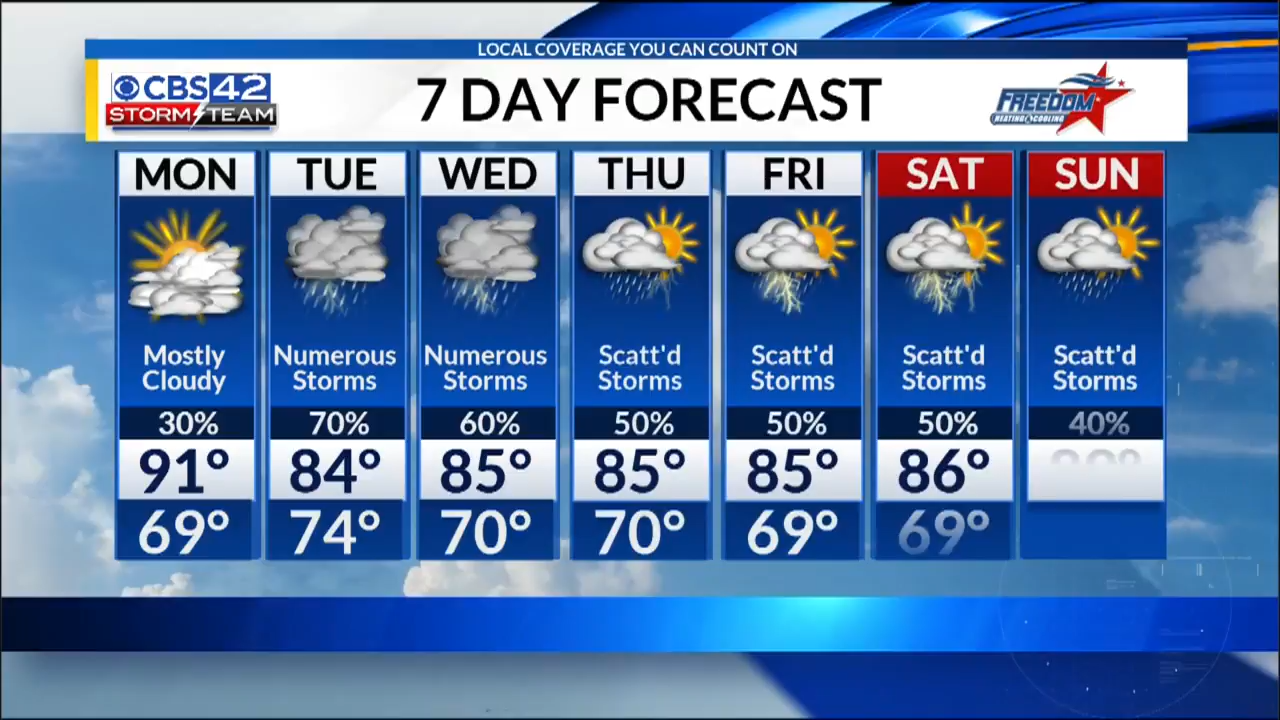 LOCAL COVERAGE YOU CAN COUNT ON
CBS 42
STORM TEAM
7 DAY FORECAST
FREEDOM
HEATING & COOLING
MON TUE WED THU FRI SAT SUN
Mostly Numerous Numerous Scatt'd Scatt'd Scatt'd Scatt'd
Cloudy Storms Storms Storms Storms Storms Storms
30% 70% 60% 50% 50% 50% 40%
91° 84° 85° 85° 85° 86°
69° 74° 70° 70° 69° 69°